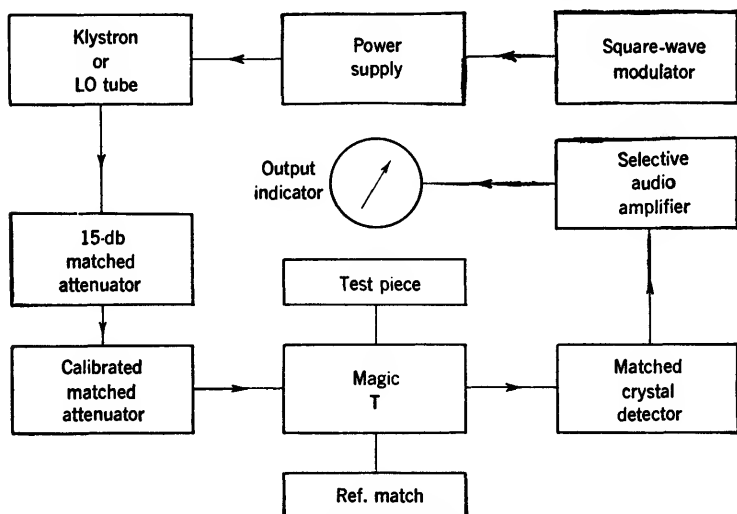 Klystron
or
LO tube
Power
supply
Square-wave
modulator
Output
indicator
Selective
audio
amplifier
15-db
matched
attenuator
Test piece
Calibrated
matched
attenuator
Magic
T
Matched
crystal
detector
Ref. match